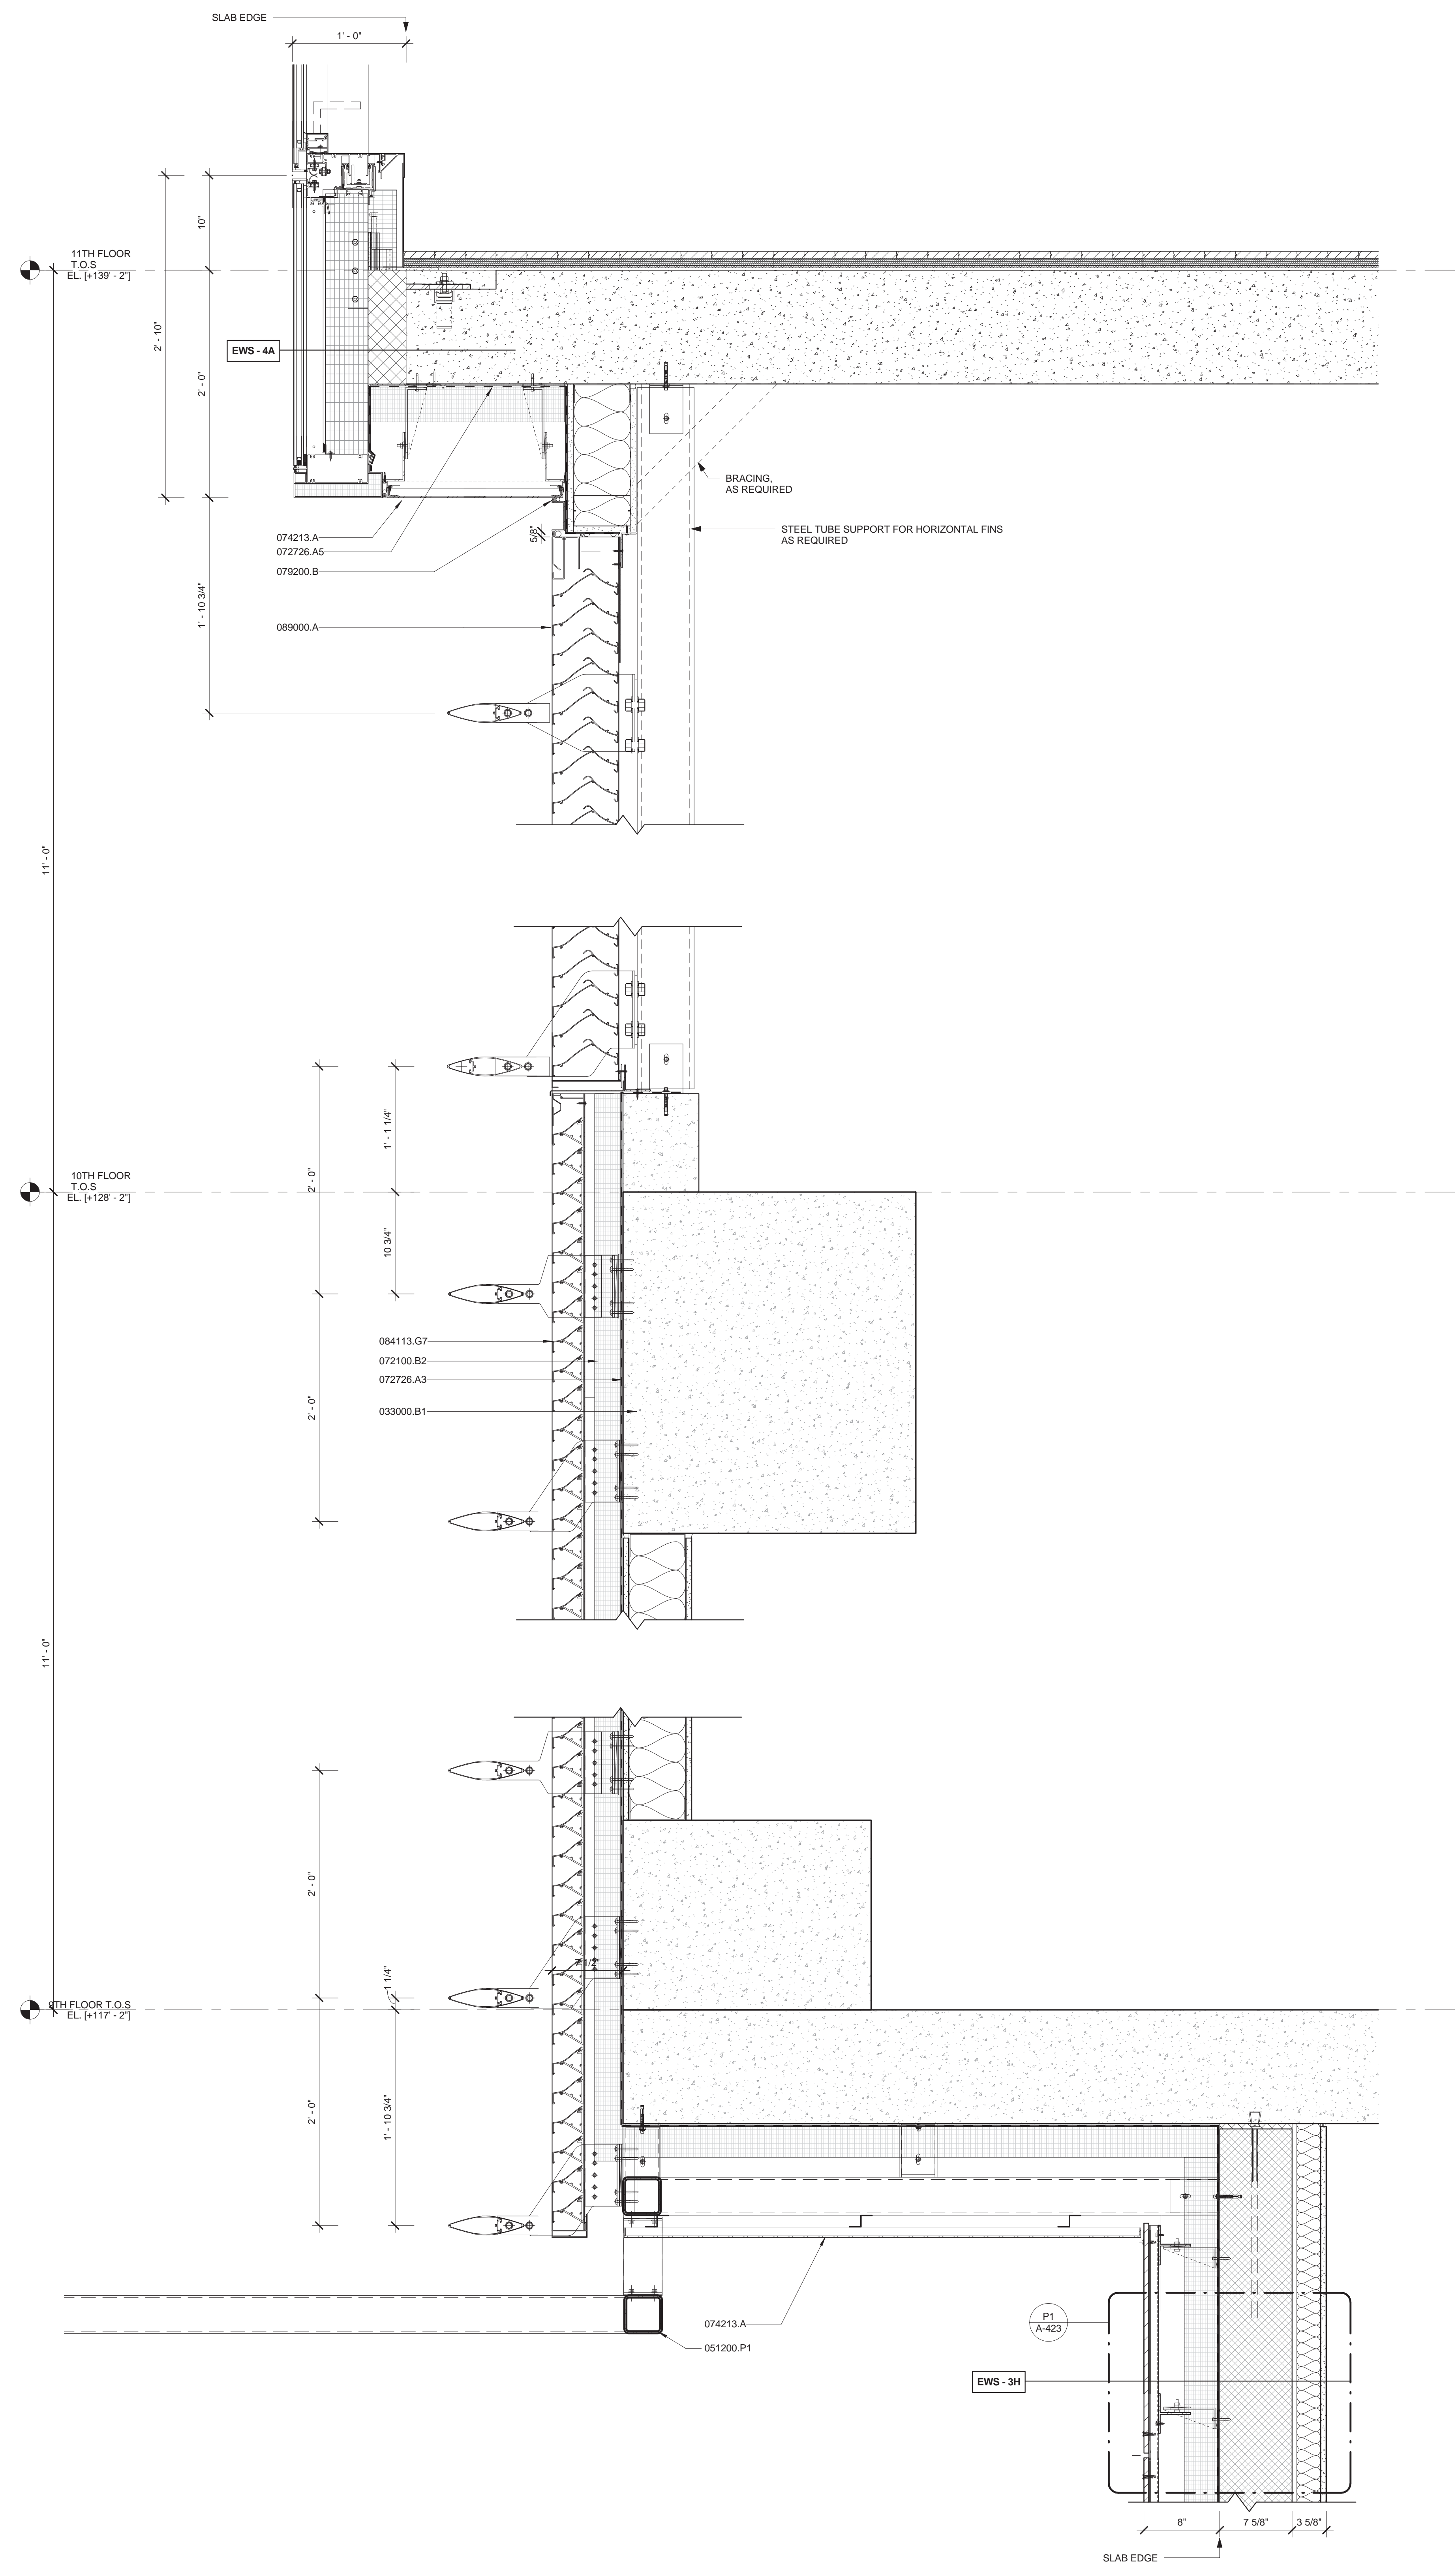 SLAB EDGE
1' - 0"
10"
11TH FLOOR
T.O.S
EL. [+139' - 2"]
2' - 10"
EWS - 4A
2' - 0"
BRACING,
AS REQUIRED
STEEL TUBE SUPPORT FOR HORIZONTAL FINS
AS REQUIRED
074213.A
5/8"
072726.A5
079200.B
1' - 10 3/4"
089000.A
11' - 0"
1' - 1 1/4"
2' - 0"
10TH FLOOR
T.O.S
EL. [+128' - 2"]
10 3/4"
084113.G7
072100.B2
072726.A3
2' - 0"
033000.B1
11' - 0"
2' - 0"
7 1/2"
1 1/4"
9TH FLOOR T.O.S
EL. [+117' - 2"]
2' - 0"
1' - 10 3/4"
074213.A
P1
A-423
051200.P1
EWS - 3H
8"
7 5/8"
3 5/8"
SLAB EDGE